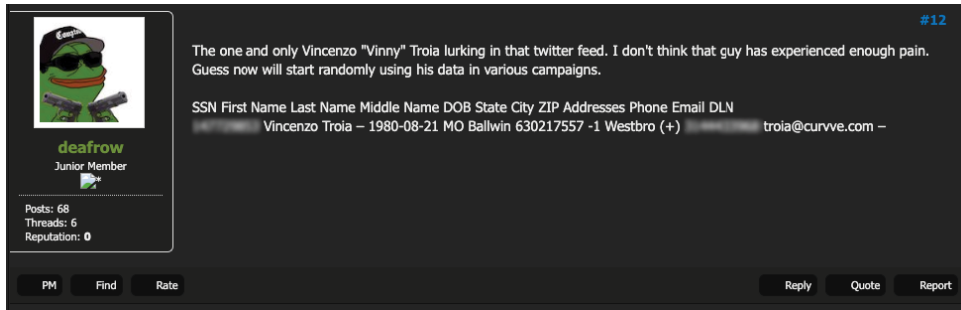 #12
The one and only Vincenzo "Vinny" Troia lurking in that twitter feed. I don't think that guy has experienced enough pain.
Guess now will start randomly using his data in various campaigns.
SSN First Name Last Name Middle Name DOB State City ZIP Addresses Phone Email DLN
Vincenzo Troia – 1980-08-21 MO Ballwin 630217557 -1 Westbro (+) troia@curvve.com –
deafrow
Junior Member
*
Posts: 68
Threads: 6
Reputation: 0
PM Find Rate Reply Quote Report